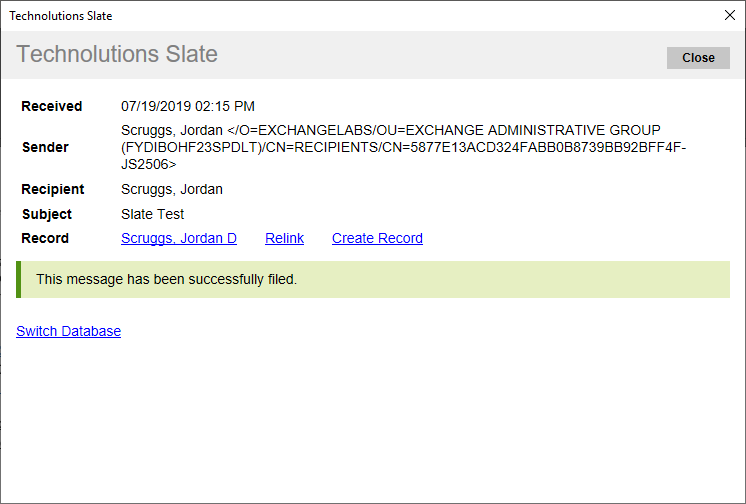 Technolutions Slate
Technolutions Slate
Close
Received 07/19/2019 02:15 PM
Sender Scruggs, Jordan </O=EXCHANGELABS/OU=EXCHANGE ADMINISTRATIVE GROUP
(FYDIBOHF23SPDLT)/CN=RECIPIENTS/CN=5877E13ACD324FABB0B8739BB92BFF4F-
JS2506>
Recipient Scruggs, Jordan
Subject Slate Test
Record Scruggs, Jordan D Relink Create Record
This message has been successfully filed.
Switch Database